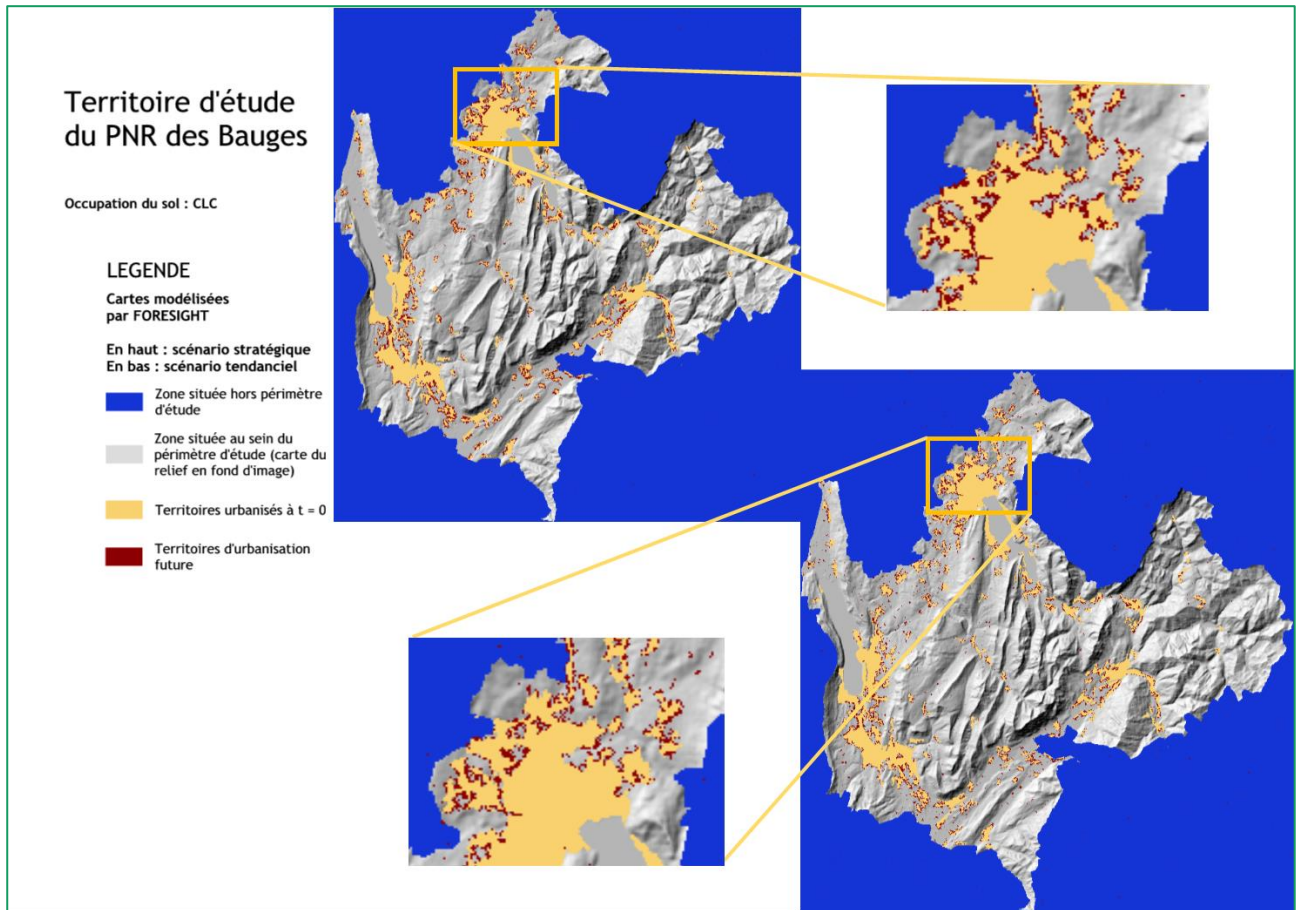 Territoire d'étude
du PNR des Bauges
Occupation du sol : CLC
LEGENDE
Cartes modélisées
par FORESIGHT
En haut : scénario stratégique
En bas : scénario tendanciel
Zone située hors périmètre
d'étude
Zone située au sein du
périmètre d'étude (carte du
relief en fond d'image)
Territoires urbanisés à t = 0
Territoires d'urbanisation
future